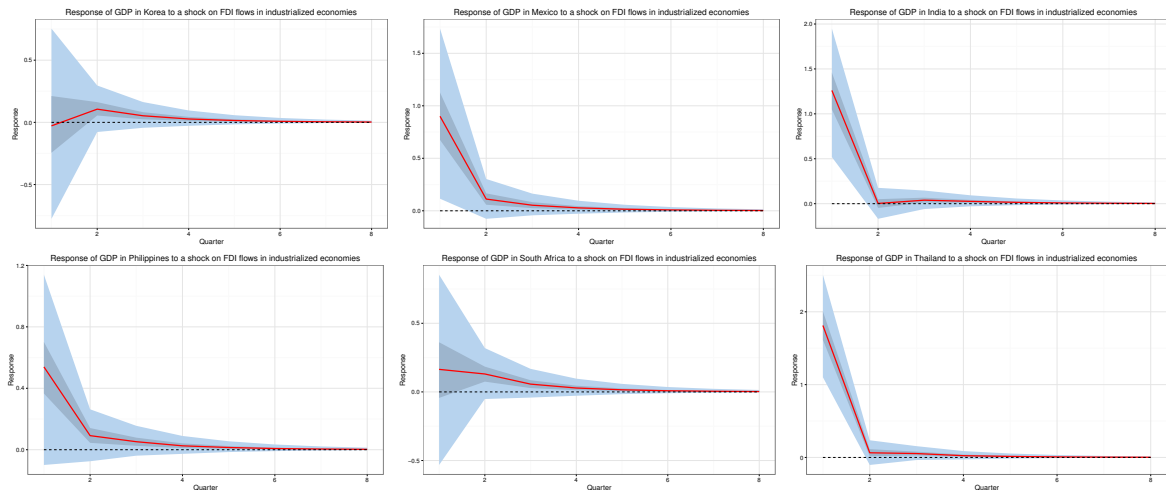 Response of GDP in Korea to a shock on FDI flows in industrialized economies
0.5
0.0
−0.5
Response
2
4
6
8
Quarter
Response of GDP in Mexico to a shock on FDI flows in industrialized economies
1.5
1.0
0.5
0.0
Response
2
4
6
8
Quarter
Response of GDP in India to a shock on FDI flows in industrialized economies
2.0
1.5
1.0
0.5
0.0
Response
2
4
6
8
Quarter
Response of GDP in Philippines to a shock on FDI flows in industrialized economies
1.2
0.8
0.4
0.0
Response
2
4
6
8
Quarter
Response of GDP in South Africa to a shock on FDI flows in industrialized economies
0.5
0.0
−0.5
Response
2
4
6
8
Quarter
Response of GDP in Thailand to a shock on FDI flows in industrialized economies
2
1
0
Response
2
4
6
8
Quarter